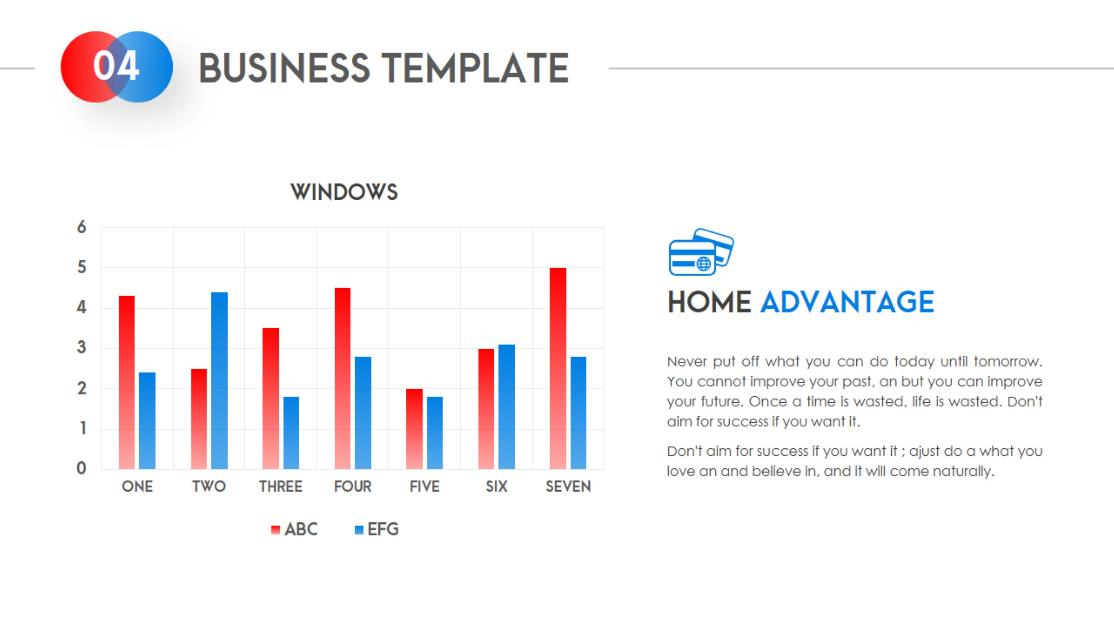 04
BUSINESS TEMPLATE
WINDOWS
6
5
4
3
2
1
0
ONE TWO THREE FOUR FIVE SIX SEVEN
ABC EFG
HOME ADVANTAGE
Never put off what you can do today until tomorrow.
You cannot improve your past, an but you can improve
your future. Once a time is wasted, life is wasted. Don't
aim for success if you want it.
Don't aim for success if you want it ; ajust do a what you
love an and believe in, and it will come naturally.